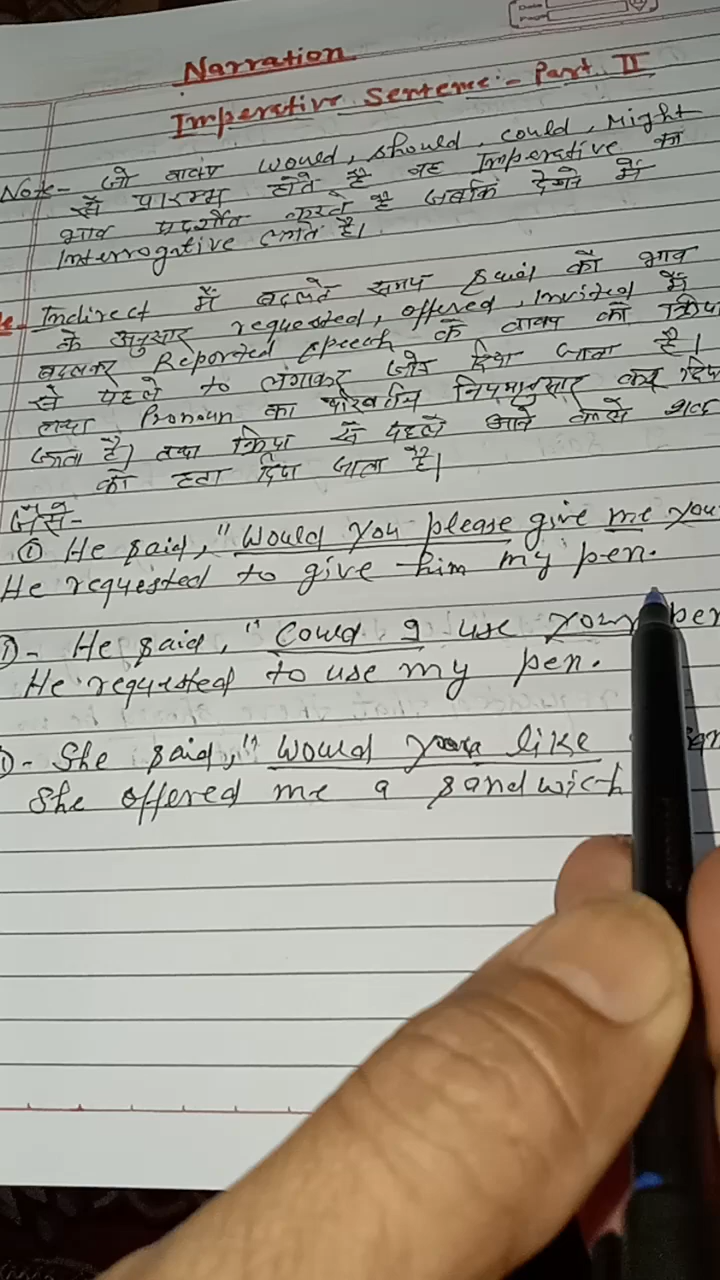 Date
Page
Narration
Imperative Sentence:- Part II
Note- जो वाक्य would, should, could, Might
से प्रारम्भ होते है वह Imperative का
भाव प्रदर्शित करते है जबकि देखने में
Interrogative लगते है।
Indirect में बदलते समय said को भाव
के अनुसार requested, offered, invited में
बदलकर Reported speech के वाक्य की क्रिया
से पहले to लगाकर जोड़ दिया जाता है।
तथा Pronoun का परिवर्तन नियमानुसार कर दिया
जाता है। तथा क्रिया से पहले आने वाले शब्द
को हटा दिया जाता है।
जैसे-
① He said, "Would you please give me you
He requested to give him my pen.
He said, "Could I use your pen
He requested to use my pen.
She said, "Would you like
She offered me a sandwich